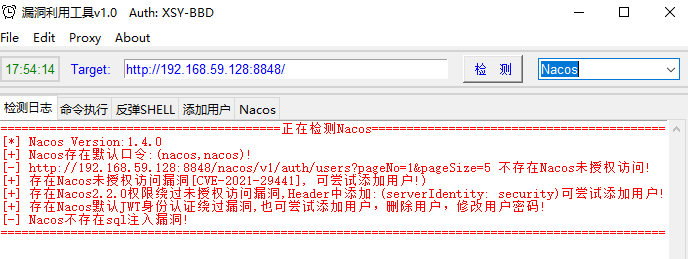 漏洞利用工具v1.0 Auth: XSY-BBD
File Edit Proxy About
17:54:14 Target: http://192.168.59.128:8848/ 检 测 Nacos
检测日志 命令执行 反弹SHELL 添加用户 Nacos
========================================正在检测Nacos========================================
[*] Nacos Version:1.4.0
[+] Nacos存在默认口令:(nacos,nacos)!
[-] http://192.168.59.128:8848/nacos/v1/auth/users?pageNo=1&pageSize=5 不存在Nacos未授权访问!
[+] 存在Nacos未授权访问漏洞[CVE-2021-29441], 可尝试添加用户!)
[+] 存在Nacos2.2.0权限绕过未授权访问漏洞,Header中添加:(serverIdentity: security)可尝试添加用户!
[+] 存在Nacos默认JWT身份认证绕过漏洞,也可尝试添加用户，删除用户，修改用户密码!
[-] Nacos不存在sql注入漏洞!
==========================================================================================